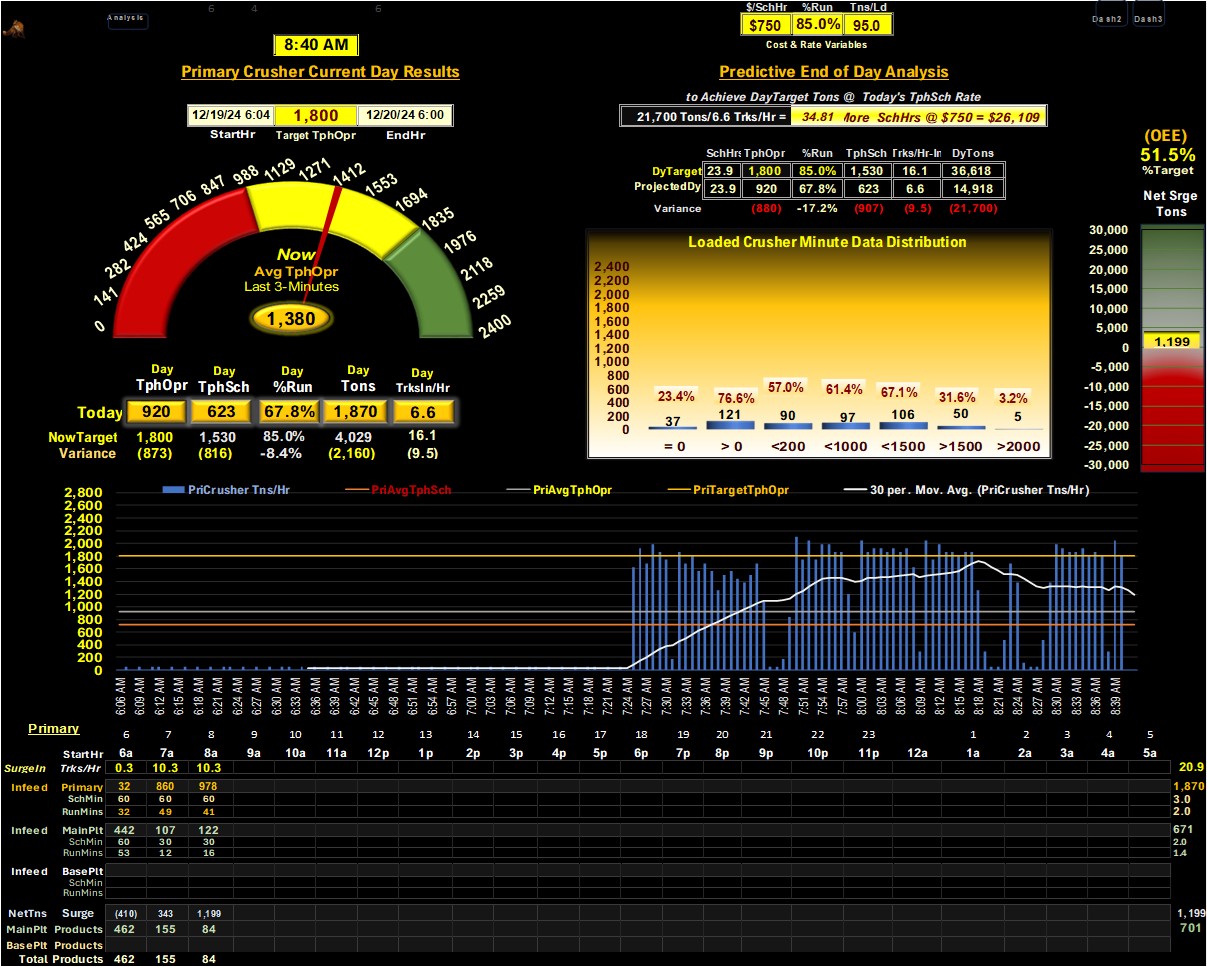 Analysis
6 4 6
$/SchHr %Run Tns/Ld
$750 85.0% 95.0
Cost & Rate Variables
Dash2 Dash3
8:40 AM
Primary Crusher Current Day Results
12/19/24 6:04 1,800 12/20/24 6:00
StartHr Target TphOpr EndHr
0 141 282 424 565 706 847 988 1129 1271 1412 1553 1694 1835 1976 2118 2259 2400
Now
Avg TphOpr
Last 3-Minutes
1,380
Day Day Day Day Day
TphOpr TphSch %Run Tons TrksIn/Hr
Today 920 623 67.8% 1,870 6.6
NowTarget 1,800 1,530 85.0% 4,029 16.1
Variance (873) (816) -8.4% (2,160) (9.5)
Predictive End of Day Analysis
to Achieve DayTarget Tons @ Today's TphSch Rate
21,700 Tons/6.6 Trks/Hr = 34.81 More SchHrs @ $750 = $26,109
SchHrs TphOpr %Run TphSch Trks/Hr-In DyTons
DyTarget 23.9 1,800 85.0% 1,530 16.1 36,618
ProjectedDy 23.9 920 67.8% 623 6.6 14,918
Variance (880) -17.2% (907) (9.5) (21,700)
Loaded Crusher Minute Data Distribution
2,400
2,200
2,000
1,800
1,600
1,400
1,200
1,000
800
600
400
200
0
23.4% 76.6% 57.0% 61.4% 67.1% 31.6% 3.2%
37 121 90 97 106 50 5
= 0 > 0 <200 <1000 <1500 >1500 >2000
(OEE)
51.5%
%Target
Net Srge
Tons
30,000
25,000
20,000
15,000
10,000
5,000
0
-5,000
-10,000
-15,000
-20,000
-25,000
-30,000
1,199
PriCrusher Tns/Hr PriAvgTphSch PriAvgTphOpr PriTargetTphOpr 30 per. Mov. Avg. (PriCrusher Tns/Hr)
2,800
2,600
2,400
2,200
2,000
1,800
1,600
1,400
1,200
1,000
800
600
400
200
0
6:06 AM 6:09 AM 6:12 AM 6:15 AM 6:18 AM 6:21 AM 6:24 AM 6:27 AM 6:30 AM 6:33 AM 6:36 AM 6:39 AM 6:42 AM 6:45 AM 6:48 AM 6:51 AM 6:54 AM 6:57 AM 7:00 AM 7:03 AM 7:06 AM 7:09 AM 7:12 AM 7:15 AM 7:18 AM 7:21 AM 7:24 AM 7:27 AM 7:30 AM 7:33 AM 7:36 AM 7:39 AM 7:42 AM 7:45 AM 7:48 AM 7:51 AM 7:54 AM 7:57 AM 8:00 AM 8:03 AM 8:06 AM 8:09 AM 8:12 AM 8:15 AM 8:18 AM 8:21 AM 8:24 AM 8:27 AM 8:30 AM 8:33 AM 8:36 AM 8:39 AM
Primary
6 7 8 9 10 11 12 13 14 15 16 17 18 19 20 21 22 23 1 2 3 4 5
StartHr 6a 7a 8a 9a 10a 11a 12p 1p 2p 3p 4p 5p 6p 7p 8p 9p 10p 11p 12a 1a 2a 3a 4a 5a
SurgeIn Trks/Hr 0.3 10.3 10.3 20.9
Infeed Primary 32 860 978 1,870
SchMin 60 60 60 3.0
RunMins 32 49 41 2.0
Infeed MainPlt 442 107 122 671
SchMin 60 30 30 2.0
RunMins 53 12 16 1.4
Infeed BasePlt
SchMin
RunMins
NetTns Surge (410) 343 1,199 1,199
MainPlt Products 462 155 84 701
BasePlt Products
Total Products 462 155 84